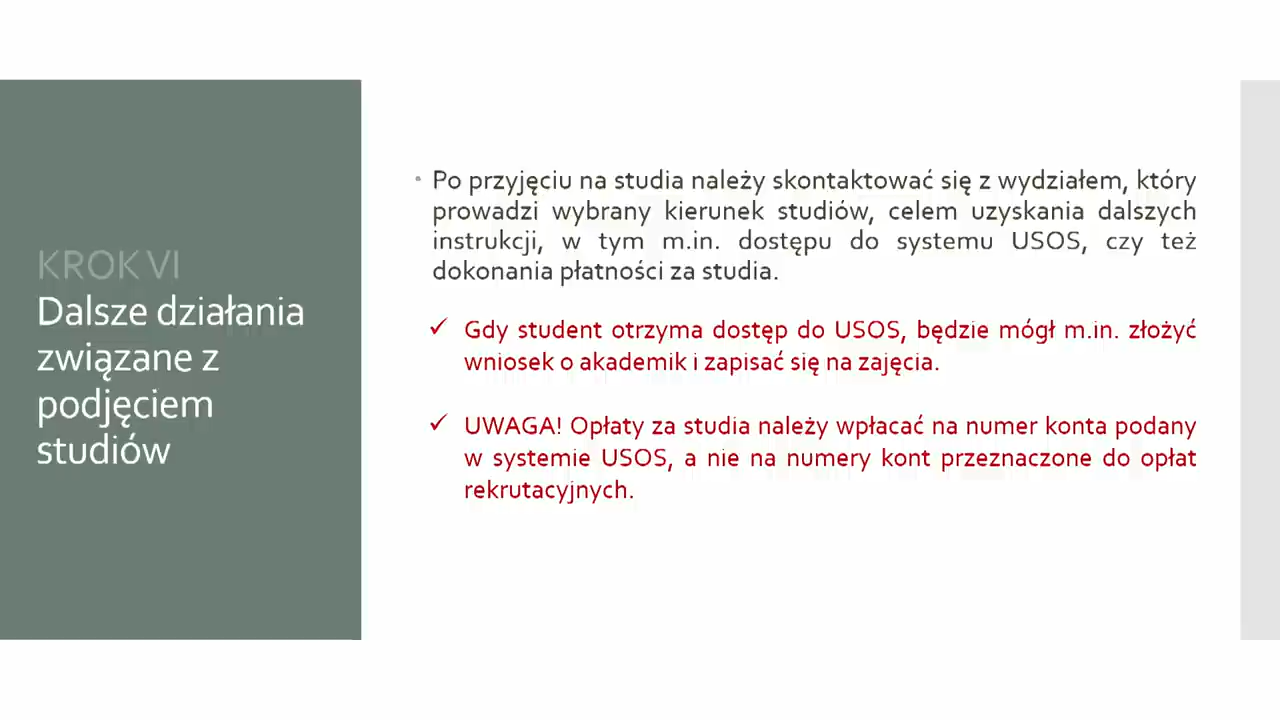 KROK VI
Dalsze działania
związane z
podjęciem
studiów
• Po przyjęciu na studia należy skontaktować się z wydziałem, który
prowadzi wybrany kierunek studiów, celem uzyskania dalszych
instrukcji, w tym m.in. dostępu do systemu USOS, czy też
dokonania płatności za studia.
✓ Gdy student otrzyma dostęp do USOS, będzie mógł m.in. złożyć
wniosek o akademik i zapisać się na zajęcia.
✓ UWAGA! Opłaty za studia należy wpłacać na numer konta podany
w systemie USOS, a nie na numery kont przeznaczone do opłat
rekrutacyjnych.